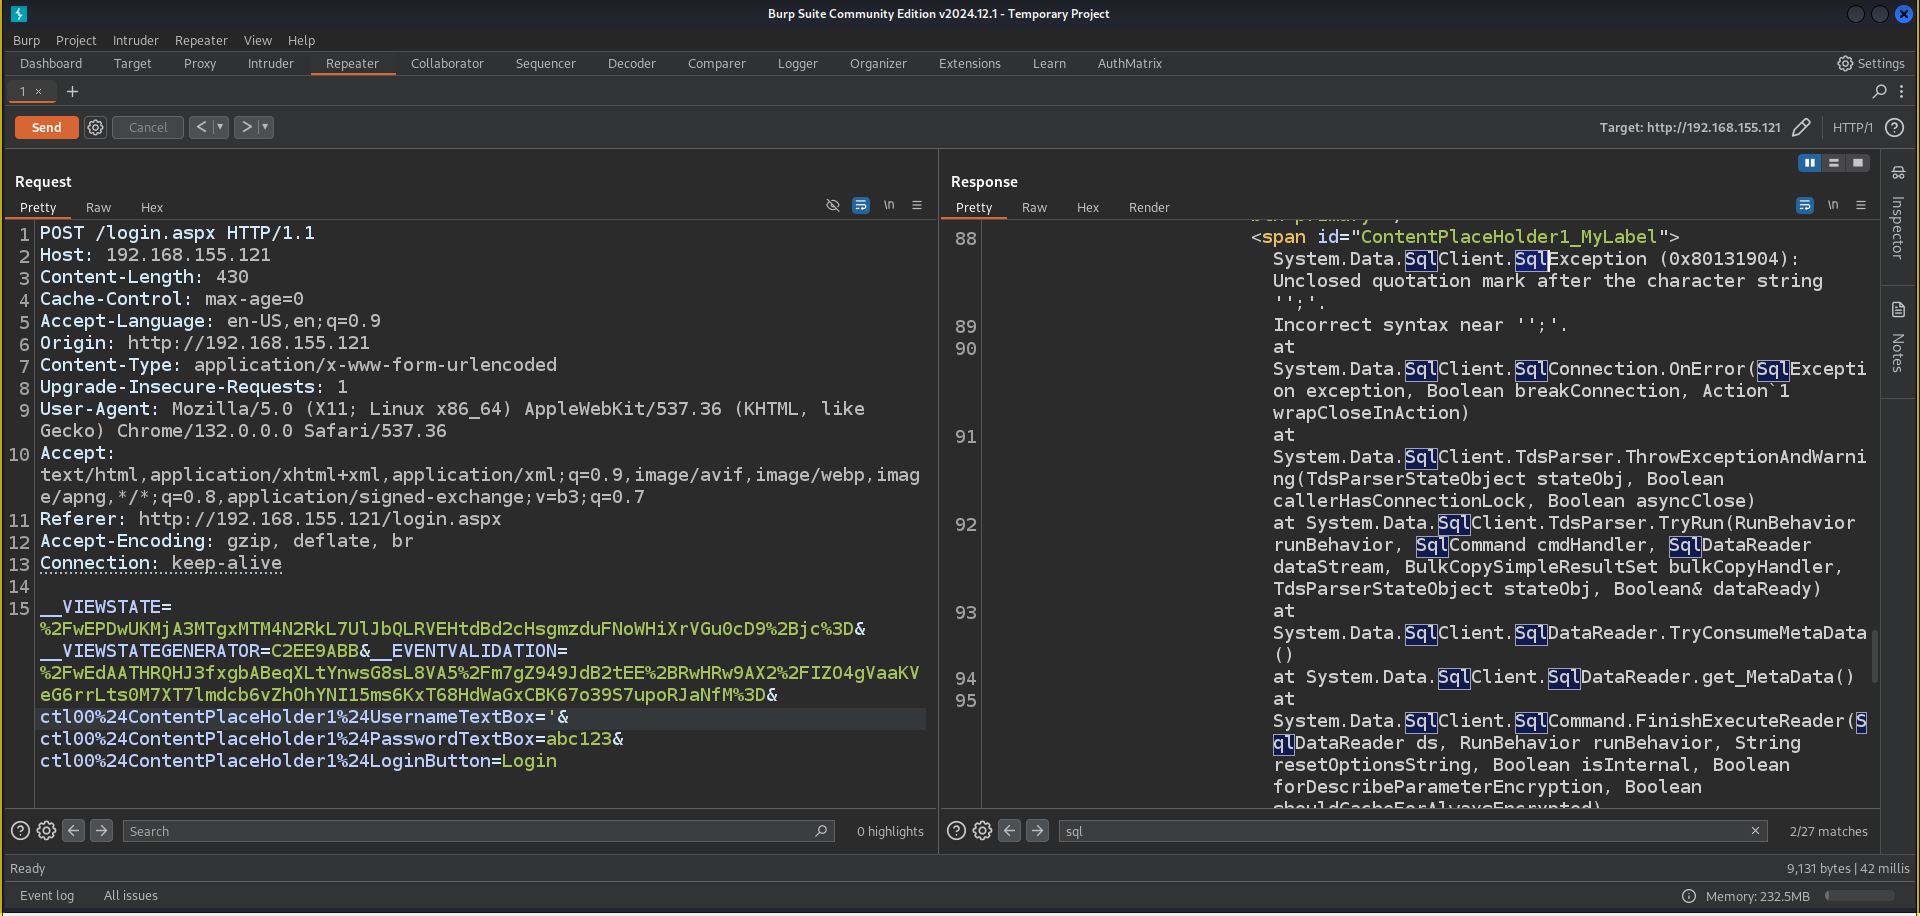 Burp Suite Community Edition v2024.12.1 - Temporary Project
Burp Project Intruder Repeater View Help
Dashboard Target Proxy Intruder Repeater Collaborator Sequencer Decoder Comparer Logger Organizer Extensions Learn AuthMatrix Settings
1 × +
Send Cancel < > Target: http://192.168.155.121 HTTP/1
Request
Pretty Raw Hex \n
1 POST /login.aspx HTTP/1.1
2 Host: 192.168.155.121
3 Content-Length: 430
4 Cache-Control: max-age=0
5 Accept-Language: en-US,en;q=0.9
6 Origin: http://192.168.155.121
7 Content-Type: application/x-www-form-urlencoded
8 Upgrade-Insecure-Requests: 1
9 User-Agent: Mozilla/5.0 (X11; Linux x86_64) AppleWebKit/537.36 (KHTML, like
Gecko) Chrome/132.0.0.0 Safari/537.36
10 Accept:
text/html,application/xhtml+xml,application/xml;q=0.9,image/avif,image/webp,imag
e/apng,*/*;q=0.8,application/signed-exchange;v=b3;q=0.7
11 Referer: http://192.168.155.121/login.aspx
12 Accept-Encoding: gzip, deflate, br
13 Connection: keep-alive
14
15 __VIEWSTATE=
%2FwEPDwUKMjA3MTgxMTM4N2RkL7UlJbQLRVEHtdBd2cHsgmzduFNoWHiXrVGu0cD9%2Bjc%3D&
__VIEWSTATEGENERATOR=C2EE9ABB&__EVENTVALIDATION=
%2FwEdAATHRQHJ3fxgbABeqXLtYnwsG8sL8VA5%2Fm7gZ949JdB2tEE%2BRwHRw9AX2%2FIZO4gVaaKV
eG6rrLts0M7XT7lmdcb6vZhOhYNI15ms6KxT68HdWaGxCBK67o39S7upoRJaNfM%3D&
ctl00%24ContentPlaceHolder1%24UsernameTextBox='&
ctl00%24ContentPlaceHolder1%24PasswordTextBox=abc123&
ctl00%24ContentPlaceHolder1%24LoginButton=Login
Search 0 highlights
Response
Pretty Raw Hex Render \n
88 <span id="ContentPlaceHolder1_MyLabel">
System.Data.SqlClient.SqlException (0x80131904):
Unclosed quotation mark after the character string
'';'.
89 Incorrect syntax near '';'.
90 at
System.Data.SqlClient.SqlConnection.OnError(SqlExcepti
on exception, Boolean breakConnection, Action`1
wrapCloseInAction)
91 at
System.Data.SqlClient.TdsParser.ThrowExceptionAndWarni
ng(TdsParserStateObject stateObj, Boolean
callerHasConnectionLock, Boolean asyncClose)
92 at System.Data.SqlClient.TdsParser.TryRun(RunBehavior
runBehavior, SqlCommand cmdHandler, SqlDataReader
dataStream, BulkCopySimpleResultSet bulkCopyHandler,
TdsParserStateObject stateObj, Boolean& dataReady)
93 at
System.Data.SqlClient.SqlDataReader.TryConsumeMetaData
()
94 at System.Data.SqlClient.SqlDataReader.get_MetaData()
95 at
System.Data.SqlClient.SqlCommand.FinishExecuteReader(S
qlDataReader ds, RunBehavior runBehavior, String
resetOptionsString, Boolean isInternal, Boolean
forDescribeParameterEncryption, Boolean
shouldCacheForAlwaysEncrypted)
sql 2/27 matches
Inspector
Notes
Ready 9,131 bytes | 42 millis
Event log All issues Memory: 232.5MB